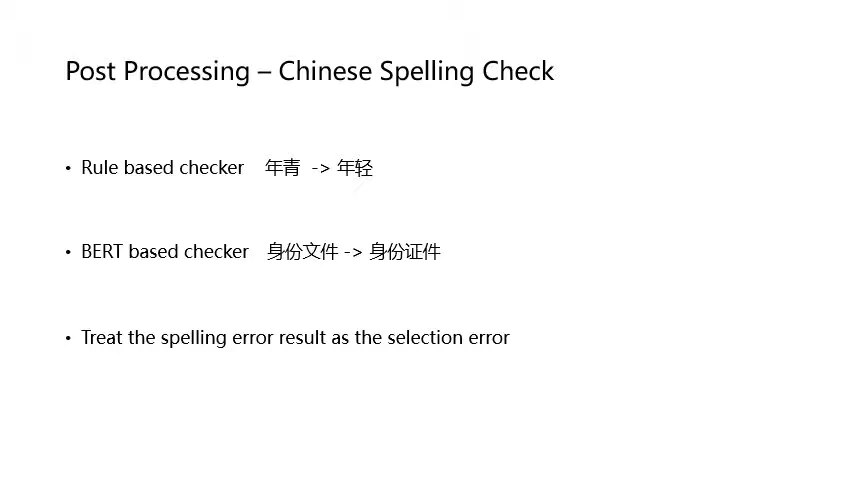 Post Processing – Chinese Spelling Check
• Rule based checker 年青 -> 年轻
• BERT based checker 身份文件 -> 身份证件
• Treat the spelling error result as the selection error